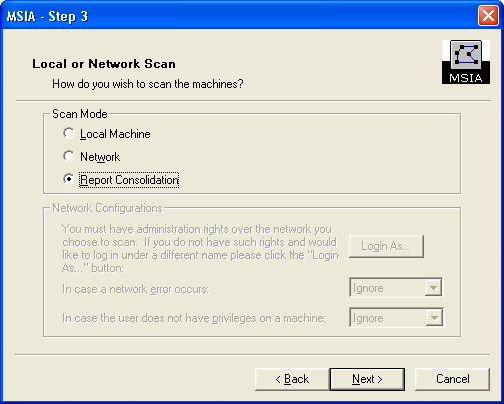 MSIA - Step 3
Local or Network Scan
How do you wish to scan the machines?
MSIA
Scan Mode
Local Machine
Network
Report Consolidation
Network Configurations
You must have administration rights over the network you
choose to scan. If you do not have such rights and would
like to log in under a different name please click the "Login
As..." button:
Login As...
In case a network error occurs:
Ignore
In case the user does not have privileges on a machine:
Ignore
< Back
Next >
Cancel